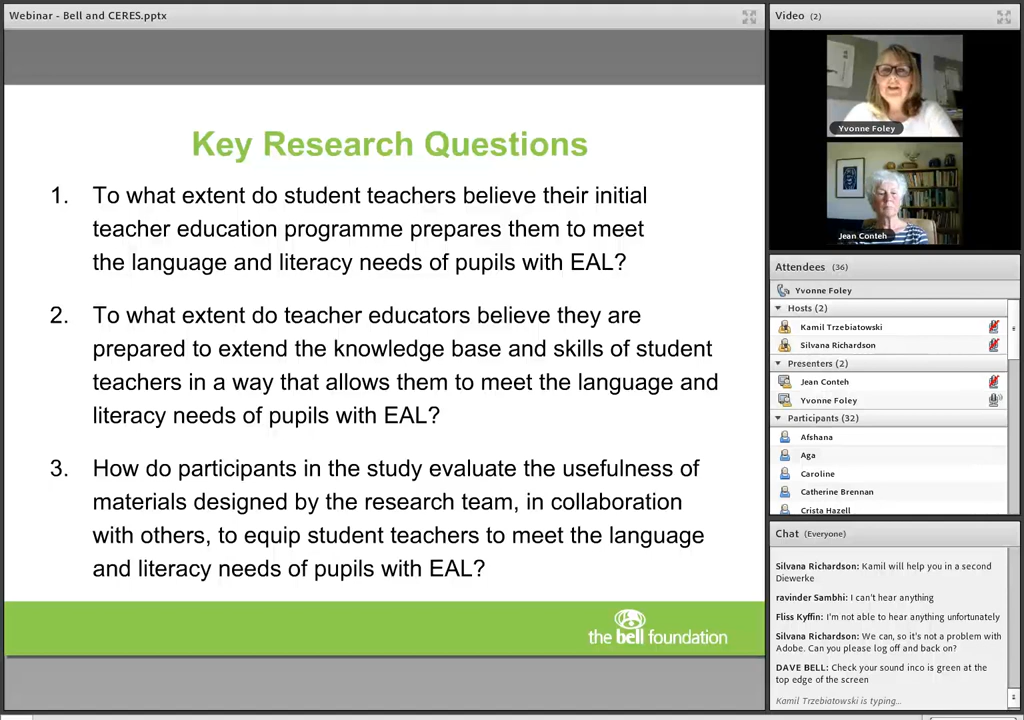 Webinar - Bell and CERES.pptx
Key Research Questions
1. To what extent do student teachers believe their initial
teacher education programme prepares them to meet
the language and literacy needs of pupils with EAL?
2. To what extent do teacher educators believe they are
prepared to extend the knowledge base and skills of student
teachers in a way that allows them to meet the language and
literacy needs of pupils with EAL?
3. How do participants in the study evaluate the usefulness of
materials designed by the research team, in collaboration
with others, to equip student teachers to meet the language
and literacy needs of pupils with EAL?
the bell foundation
Video (2)
Yvonne Foley
Jean Conteh
Attendees (36)
Yvonne Foley
Hosts (2)
Kamil Trzebiatowski
Silvana Richardson
Presenters (2)
Jean Conteh
Yvonne Foley
Participants (32)
Afshana
Aga
Caroline
Catherine Brennan
Crista Hazell
Chat (Everyone)
Silvana Richardson: Kamil will help you in a second
Diewerke
ravinder Sambhi: I can't hear anything
Fliss Kyffin: I'm not able to hear anything unfortunately
Silvana Richardson: We can, so it's not a problem with
Adobe. Can you please log off and back on?
DAVE BELL: Check your sound inco is green at the
top edge of the screen
Kamil Trzebiatowski is typing...